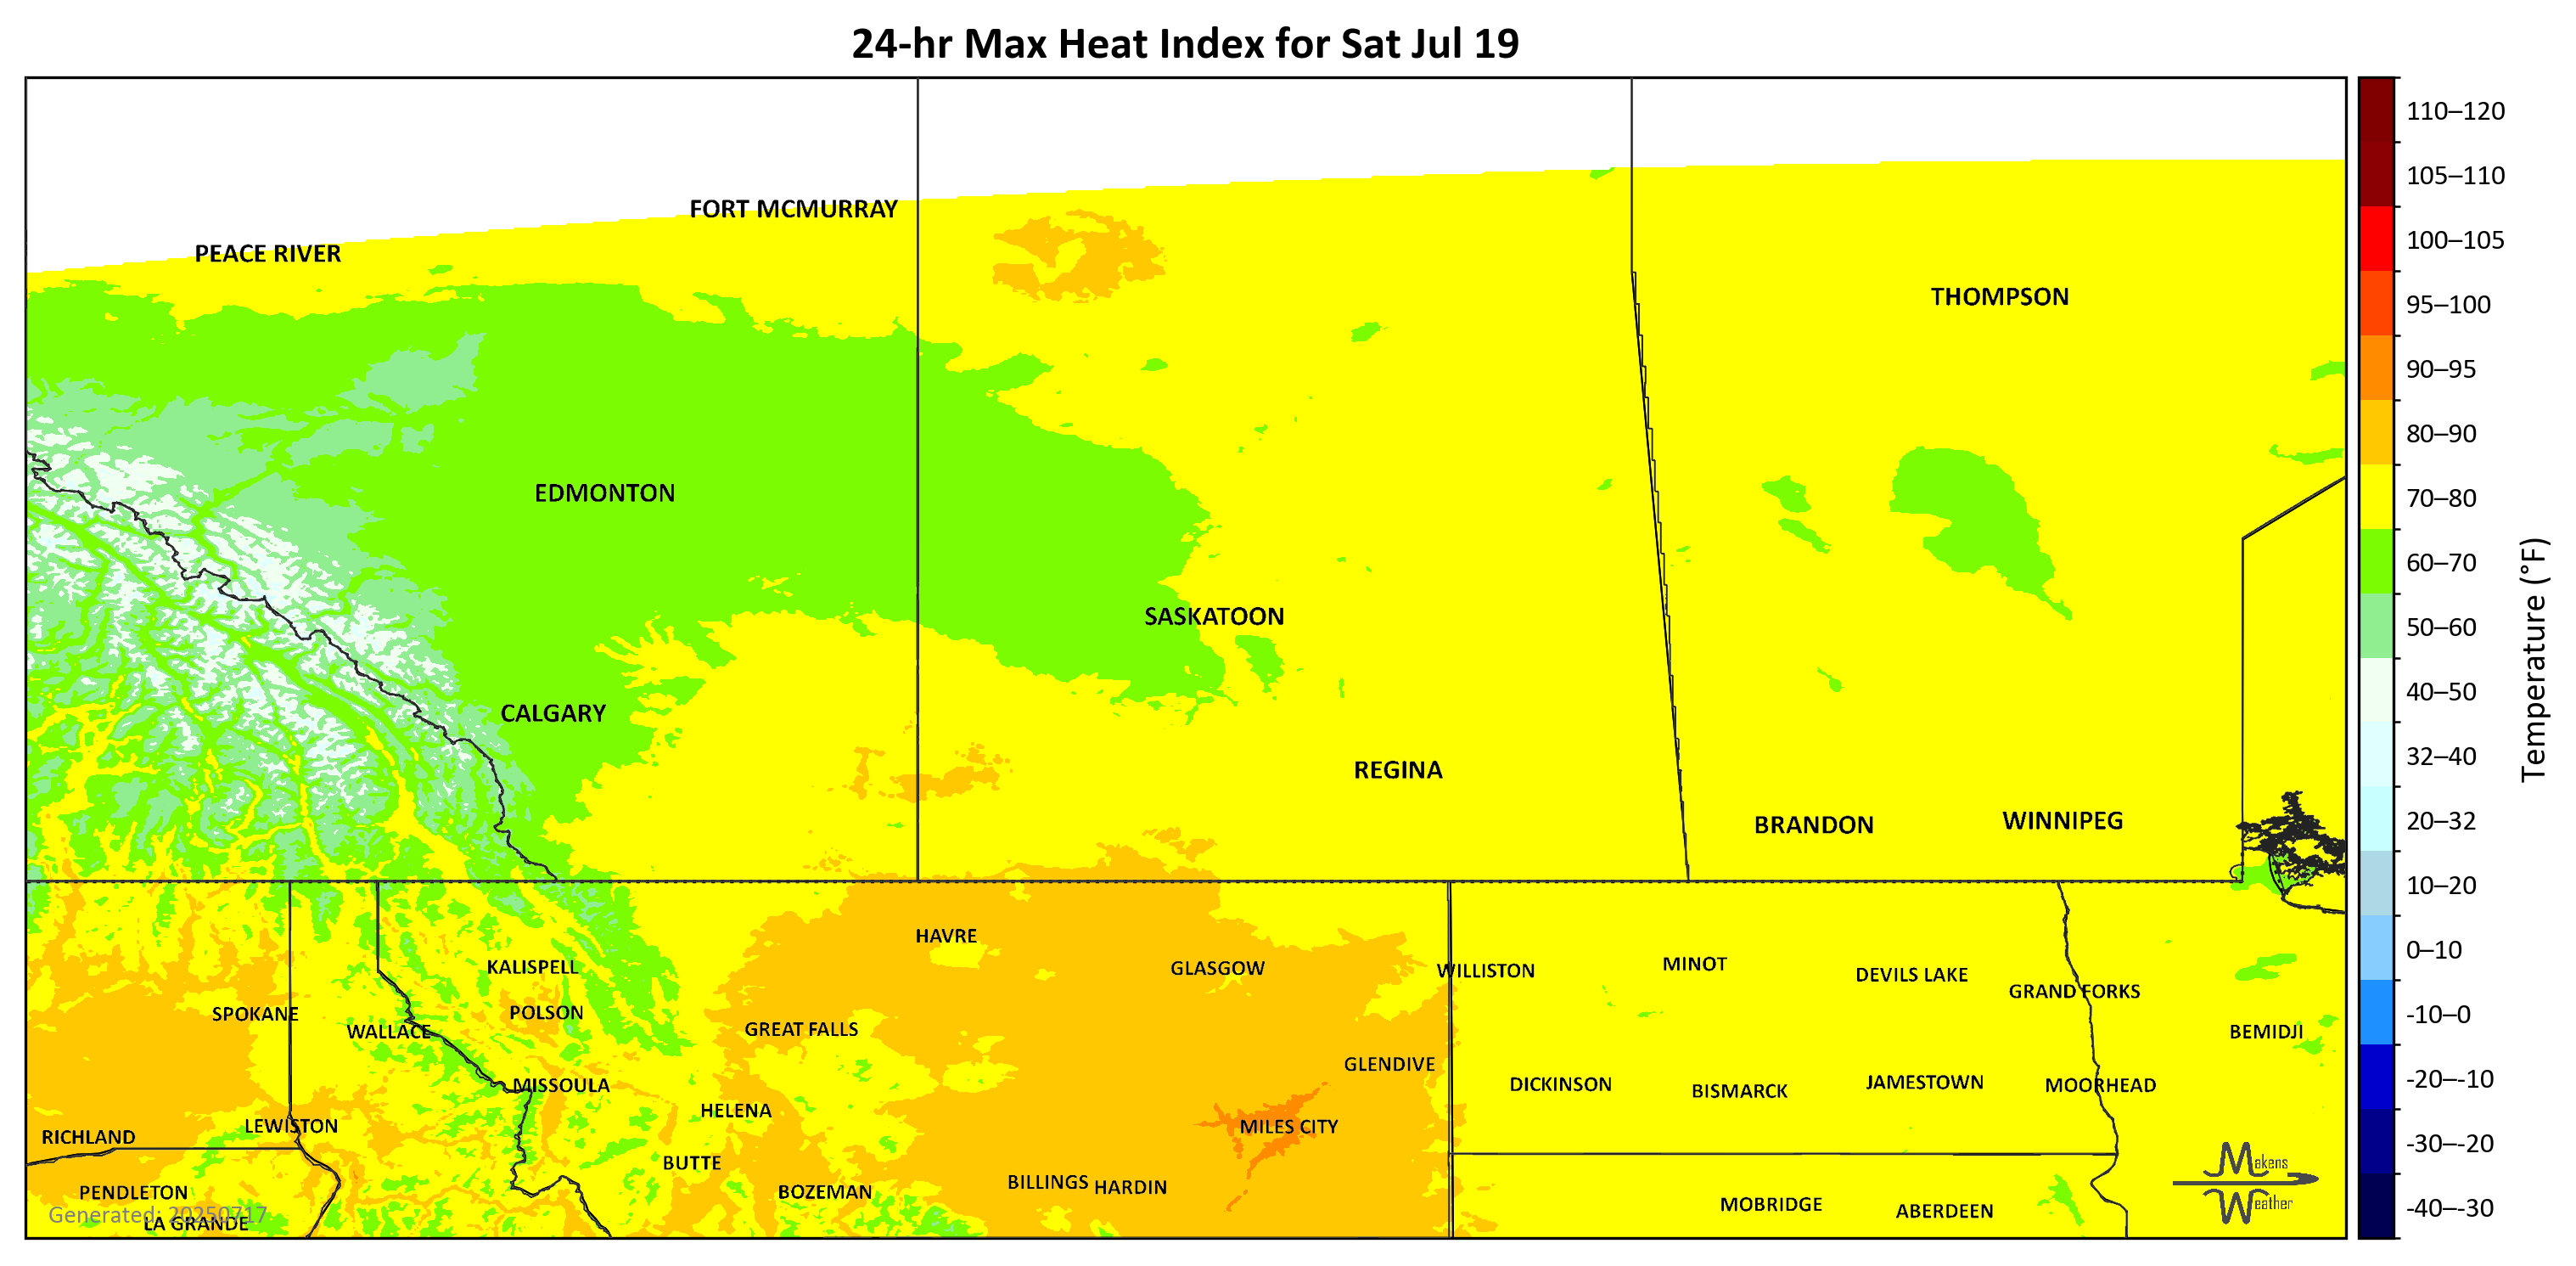 24-hr Max Heat Index for Sat Jul 19
110–120
105–110
100–105
95–100
90–95
80–90
70–80
60–70
50–60
40–50
32–40
20–32
10–20
0–10
-10–0
-20–-10
-30–-20
-40–-30
Temperature (°F)
FORT MCMURRAY
PEACE RIVER
THOMPSON
EDMONTON
SASKATOON
CALGARY
REGINA
BRANDON
WINNIPEG
HAVRE
KALISPELL
GLASGOW
WILLISTON
MINOT
DEVILS LAKE
GRAND FORKS
SPOKANE
POLSON
WALLACE
GREAT FALLS
BEMIDJI
GLENDIVE
MISSOULA
DICKINSON
BISMARCK
JAMESTOWN
MOORHEAD
HELENA
LEWISTON
MILES CITY
RICHLAND
BUTTE
BILLINGS
HARDIN
PENDLETON
BOZEMAN
MOBRIDGE
ABERDEEN
Generated: 20250717
LA GRANDE
Makens
Weather